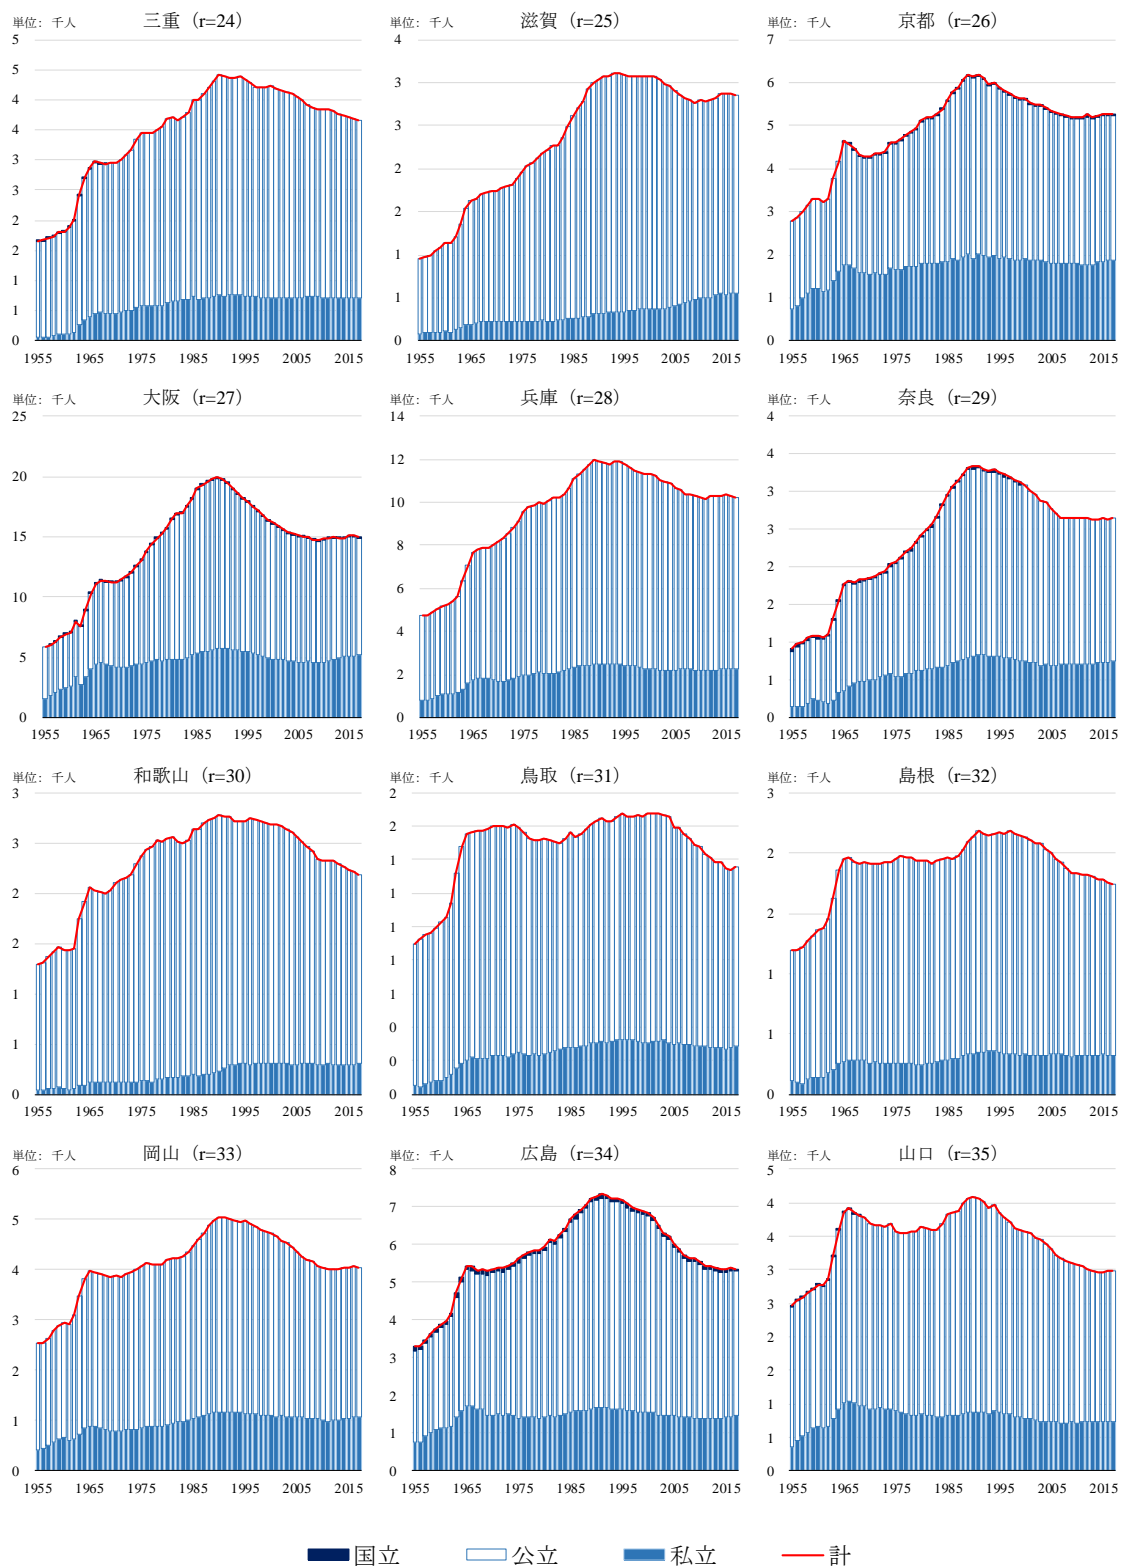 単位：千人 三重（r=24） 単位：千人 滋賀（r=25） 単位：千人 京都（r=26）
5 4 7
5 3 6
4 3 5
4 2 4
3 2 3
3 1 2
2 1 1
2 0 0
1
1
0
1955 1965 1975 1985 1995 2005 2015 1955 1965 1975 1985 1995 2005 2015 1955 1965 1975 1985 1995 2005 2015
単位：千人 大阪（r=27） 単位：千人 兵庫（r=28） 単位：千人 奈良（r=29）
25 14 4
20 12 4
15 10 3
10 8 3
5 6 2
0 4 2
2 1
0 1
0
1955 1965 1975 1985 1995 2005 2015 1955 1965 1975 1985 1995 2005 2015 1955 1965 1975 1985 1995 2005 2015
単位：千人 和歌山（r=30） 単位：千人 鳥取（r=31） 単位：千人 島根（r=32）
3 2 3
3 2 2
2 1 2
2 1 1
1 1 1
1 1 0
0 1
0
0
0
1955 1965 1975 1985 1995 2005 2015 1955 1965 1975 1985 1995 2005 2015 1955 1965 1975 1985 1995 2005 2015
単位：千人 岡山（r=33） 単位：千人 広島（r=34） 単位：千人 山口（r=35）
6 8 5
5 7 4
4 6 4
3 5 3
2 4 3
1 3 2
0 2 2
1 1
0 1
0
1955 1965 1975 1985 1995 2005 2015 1955 1965 1975 1985 1995 2005 2015 1955 1965 1975 1985 1995 2005 2015
国立 公立 私立 計